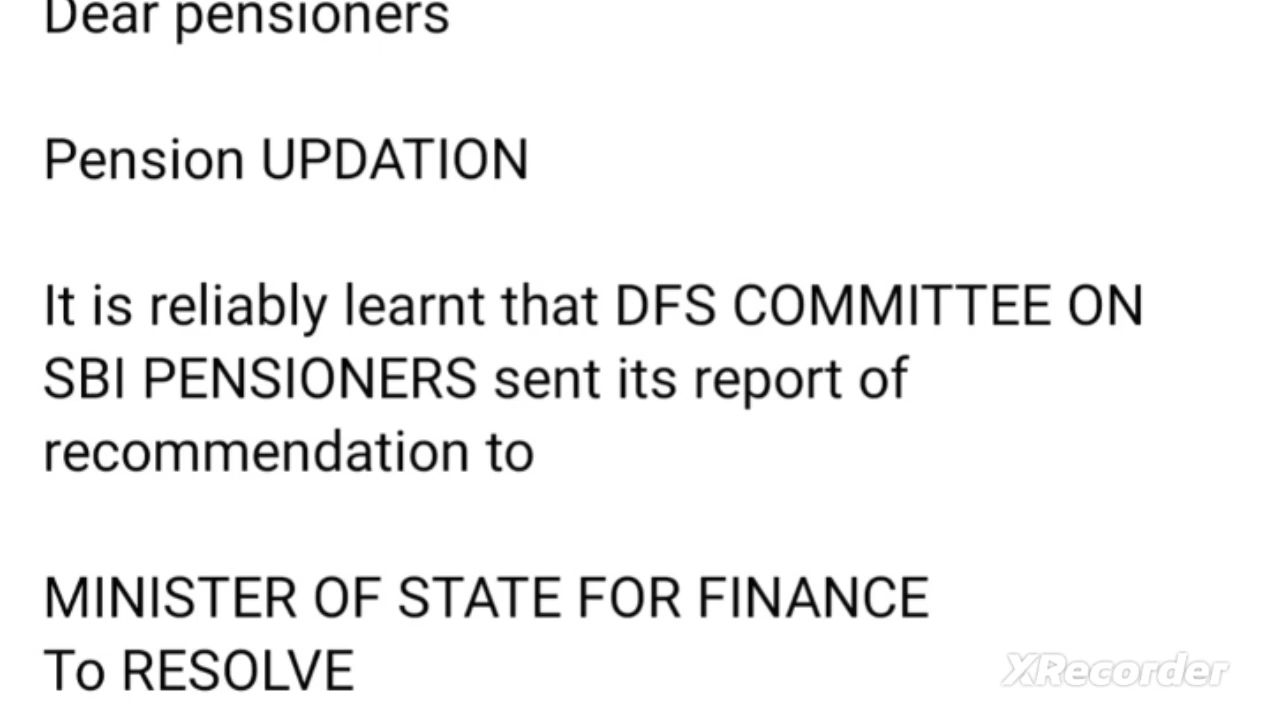 Dear pensioners
Pension UPDATION
It is reliably learnt that DFS COMMITTEE ON
SBI PENSIONERS sent its report of
recommendation to
MINISTER OF STATE FOR FINANCE
To RESOLVE
XRecorder